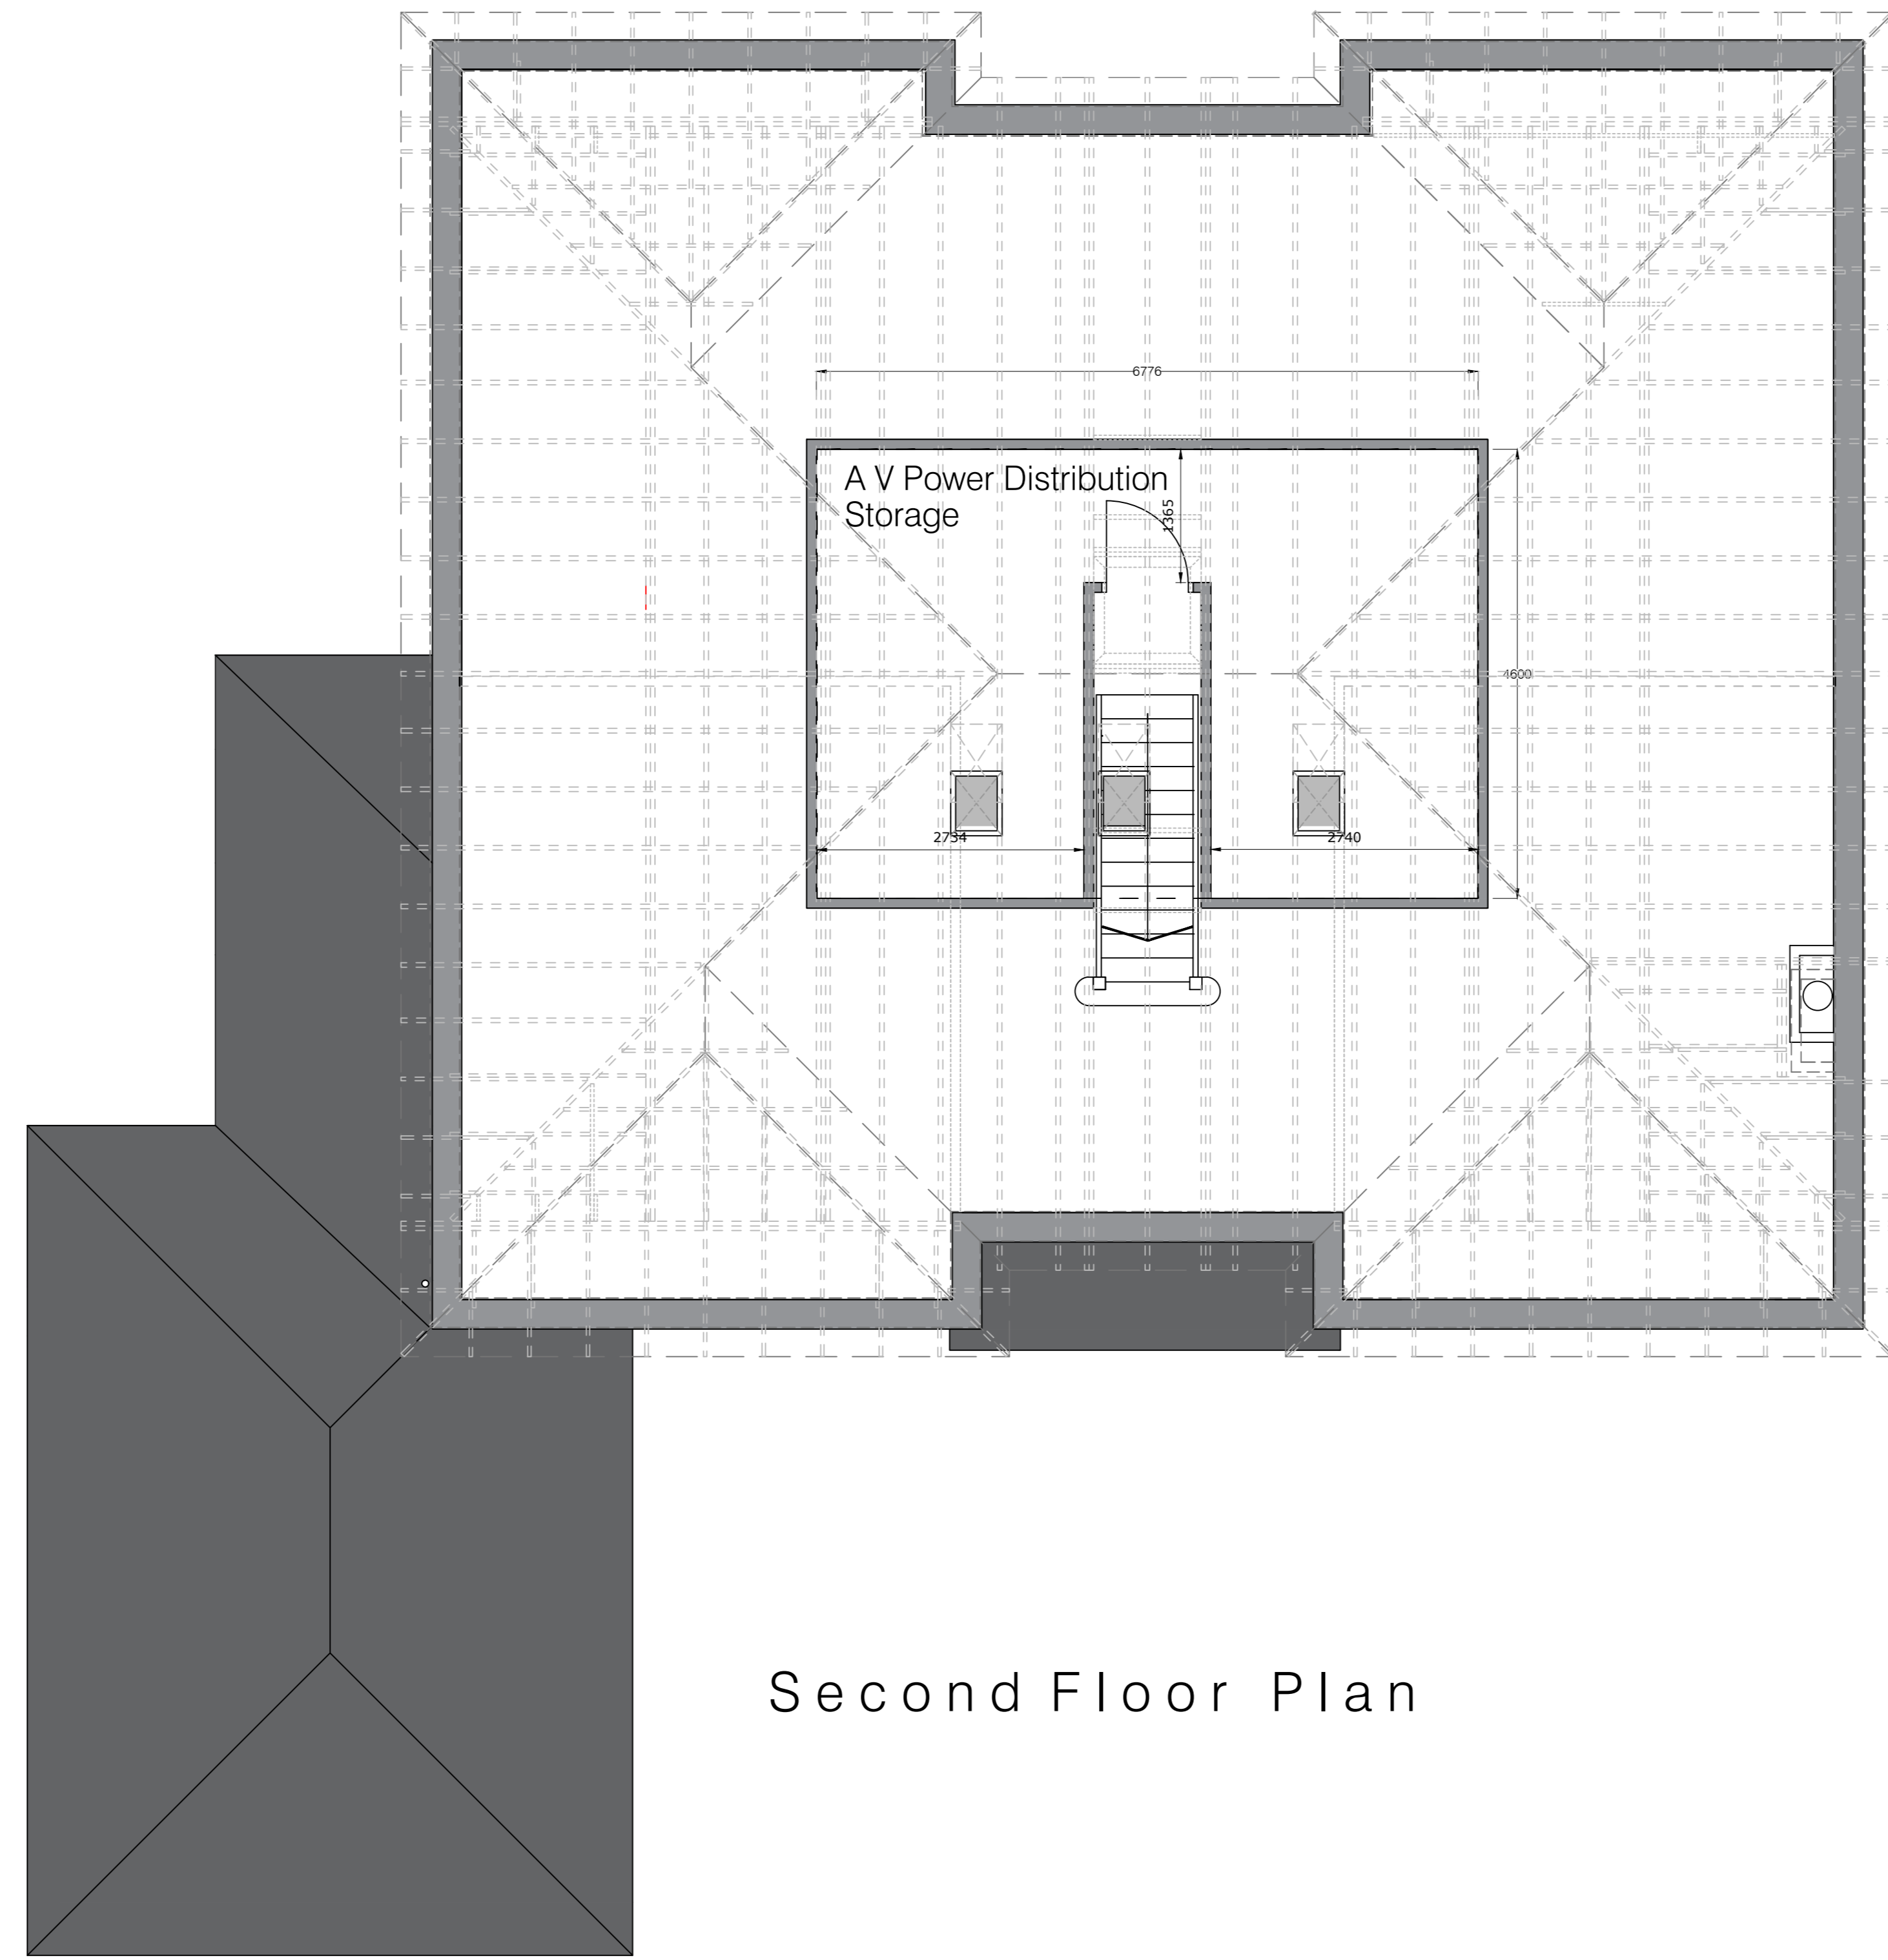 6776
A V Power Distribution
Storage
1365
4600
2734
2740
Second Floor Plan